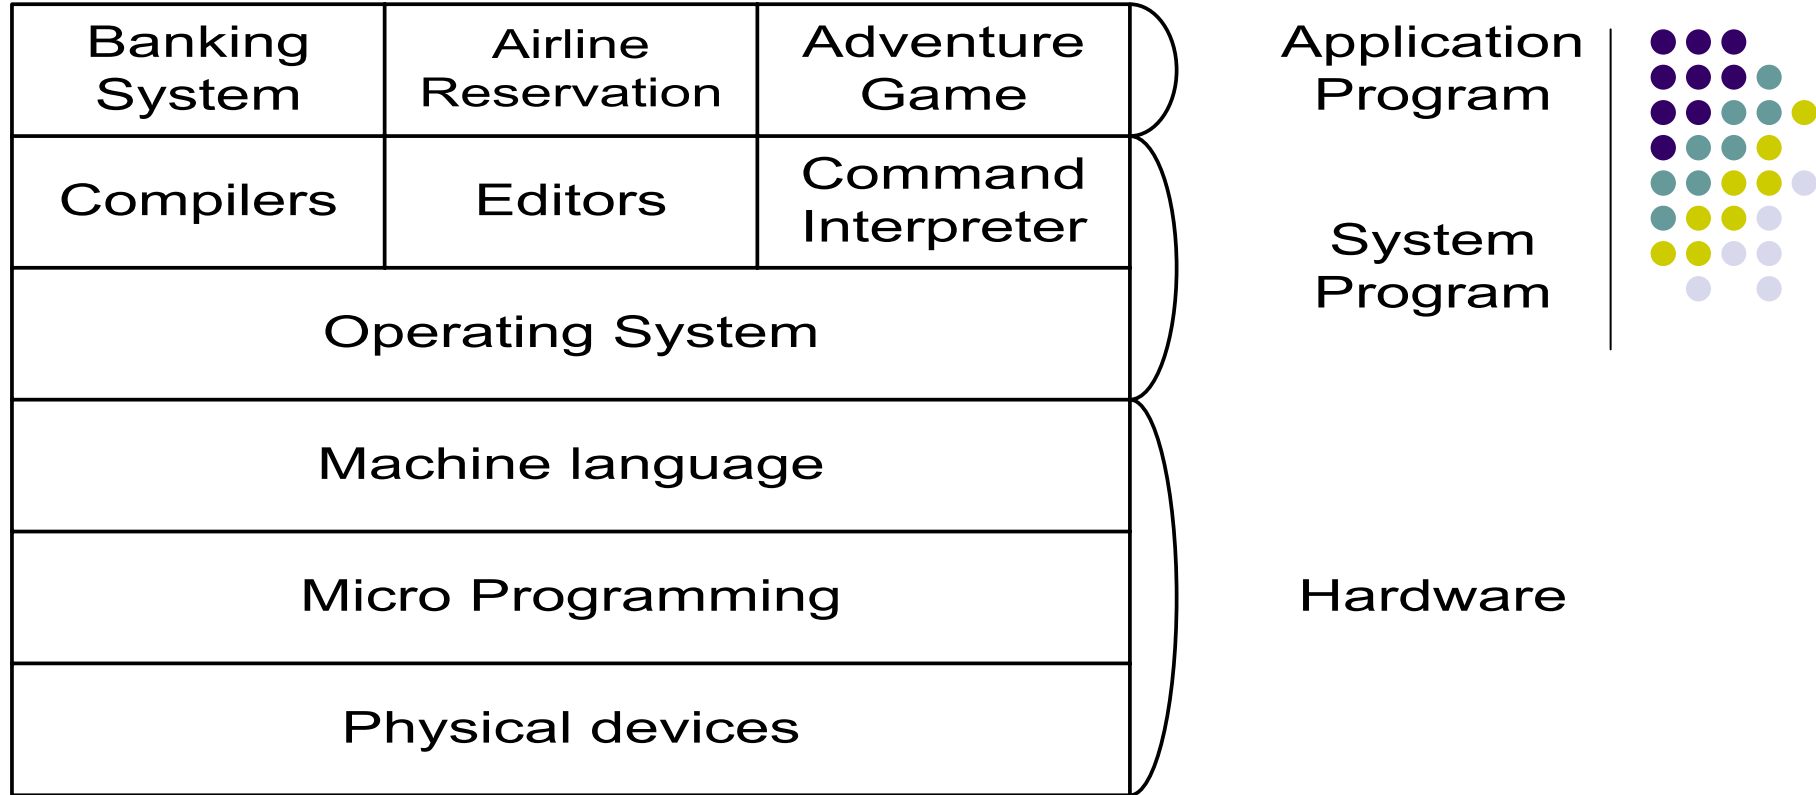 Banking
System
Airline
Reservation
Adventure
Game
Application
Program
Compilers
Editors
Command
Interpreter
System
Program
Operating System
Machine language
Micro Programming
Hardware
Physical devices